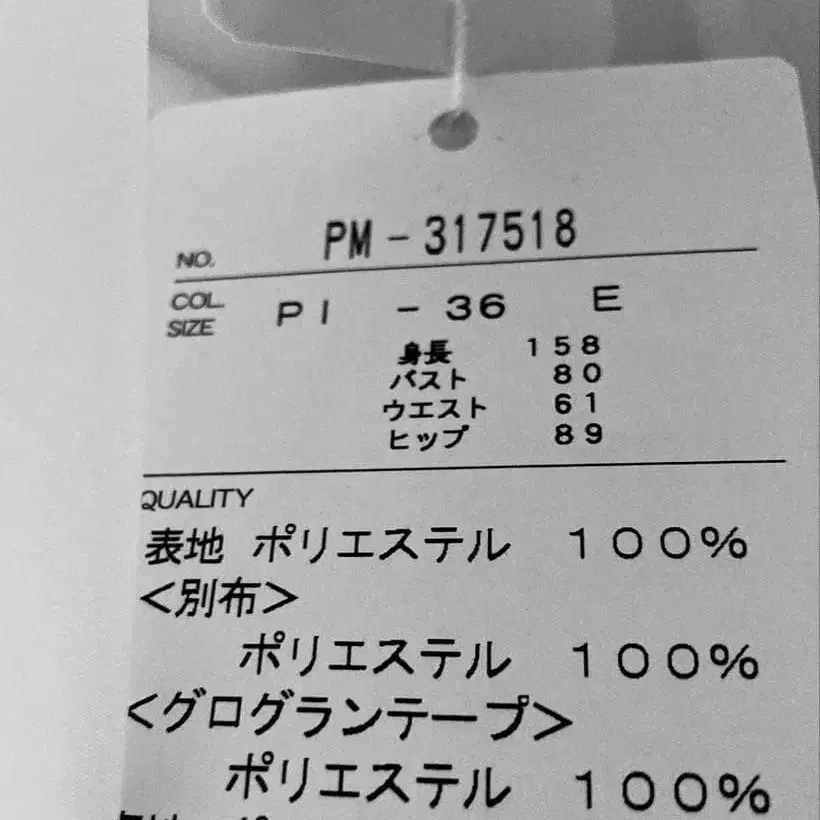 NO. PM-317518
COL. PI -36 E
SIZE
身長 158
バスト 80
ウエスト 61
ヒップ 89
QUALITY
表地 ポリエステル 100%
<別布>
ポリエステル 100%
<グログランテープ>
ポリエステル 100%